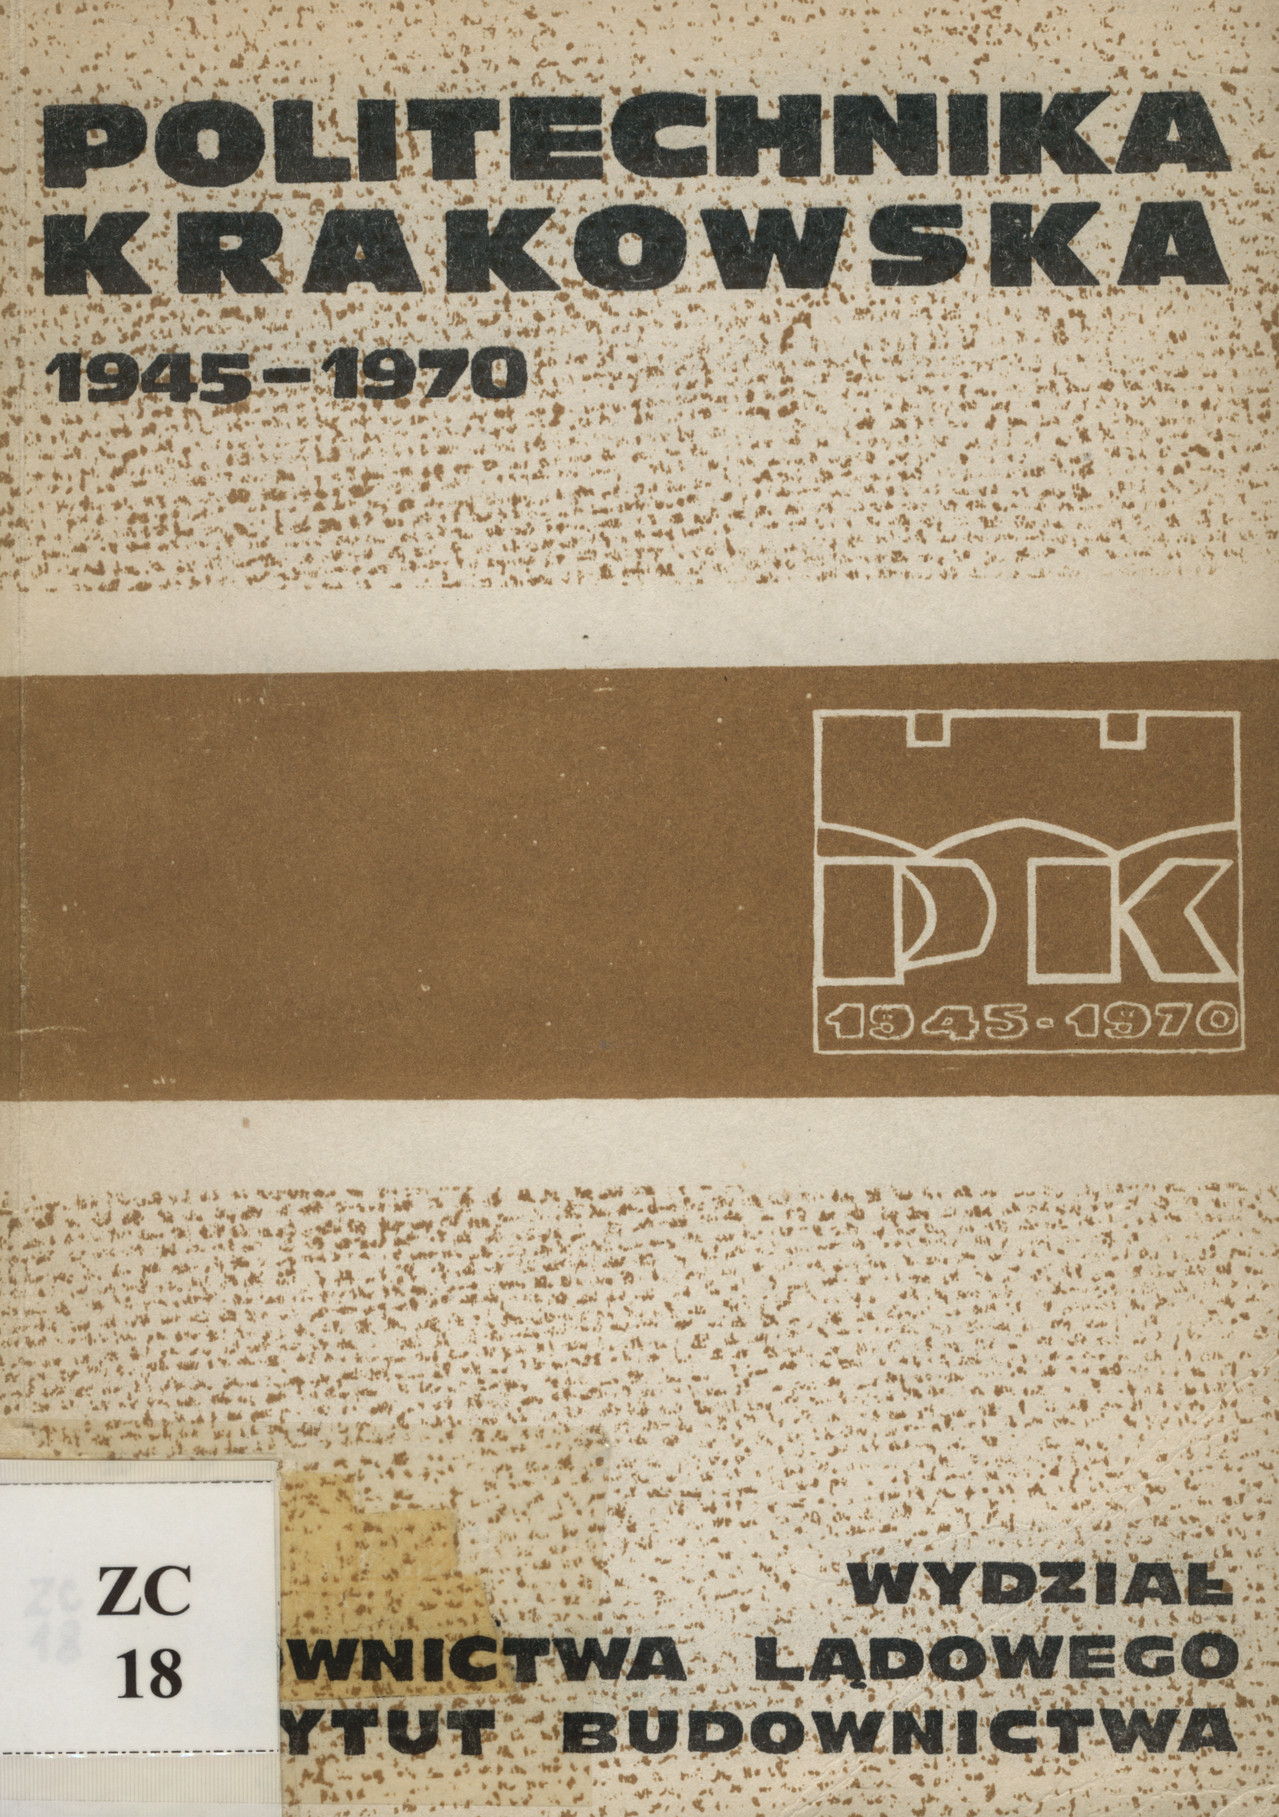 POLITECHNIKA
KRAKOWSKA
1945-1970
PK
1945·1970
WYDZIAŁ
OWNICTWA LĄDOWEGO
YTUT BUDOWNICTWA
ZC
18